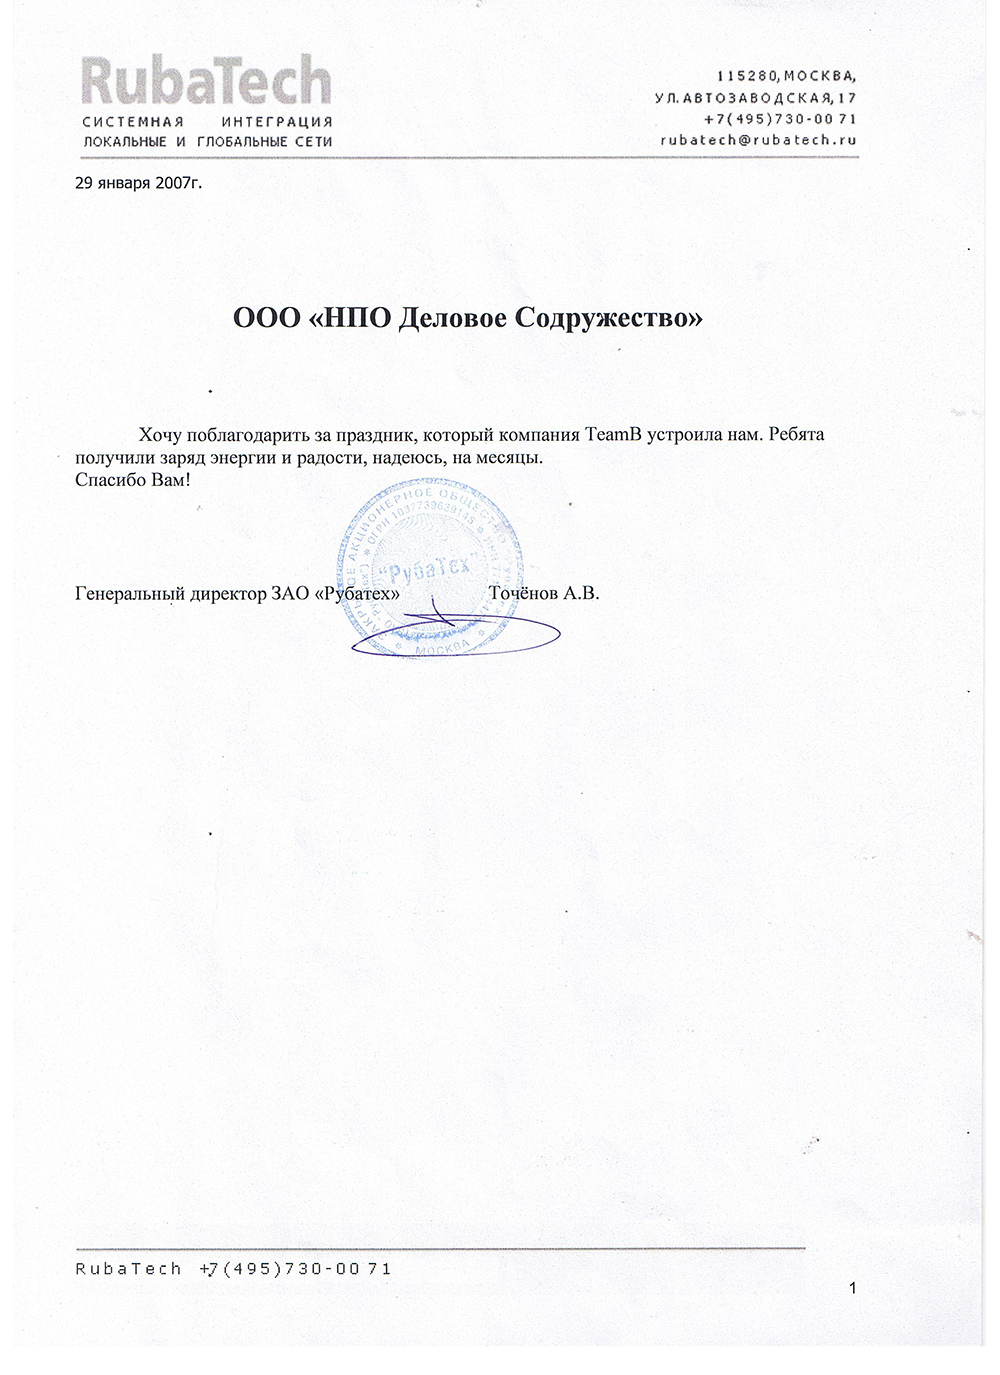 RubaTech
СИСТЕМНАЯ ИНТЕГРАЦИЯ
ЛОКАЛЬНЫЕ И ГЛОБАЛЬНЫЕ СЕТИ
115280, МОСКВА,
УЛ. АВТОЗАВОДСКАЯ, 17
+7(495)730-00 71
rubatech@rubatech.ru
29 января 2007г.
ООО «НПО Деловое Содружество»
Хочу поблагодарить за праздник, который компания TeamB устроила нам. Ребята
получили заряд энергии и радости, надеюсь, на месяцы.
Спасибо Вам!
ЗАКРЫТОЕ АКЦИОНЕРНОЕ ОБЩЕСТВО
"РубаТех"
МОСКВА
Генеральный директор ЗАО «Рубатех» Точёнов А.В.
RubaTech +7(495)730-00 71
1